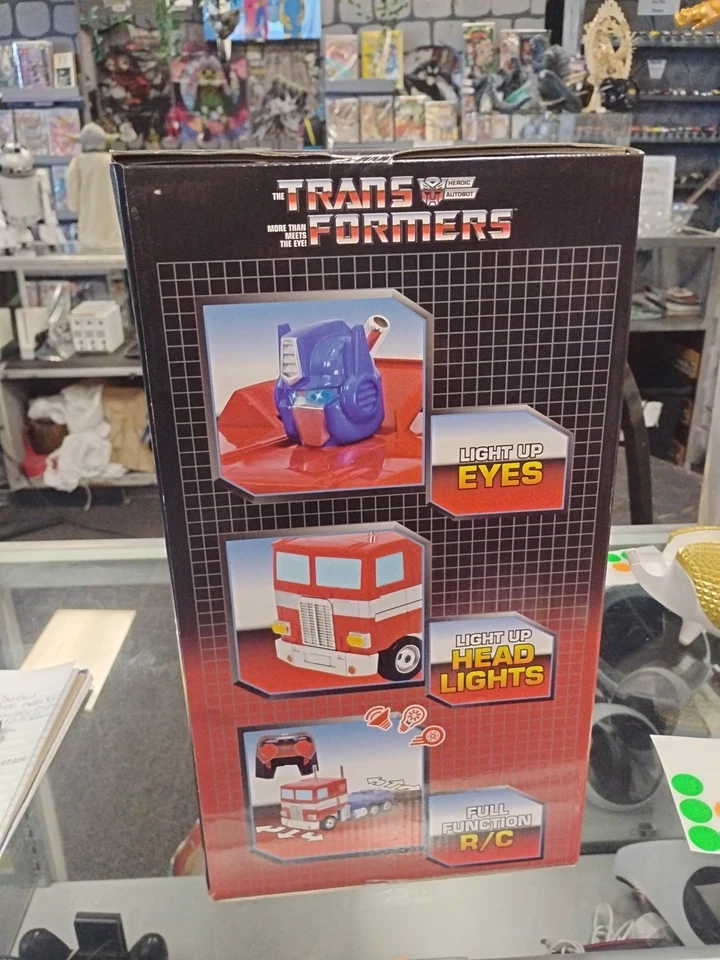 THE TRANS
HEROIC
AUTOBOT
MORE THAN
MEETS
THE EYE!
FORMERS
LIGHT UP
EYES
LIGHT UP
HEAD
LIGHTS
FULL
FUNCTION
R/C